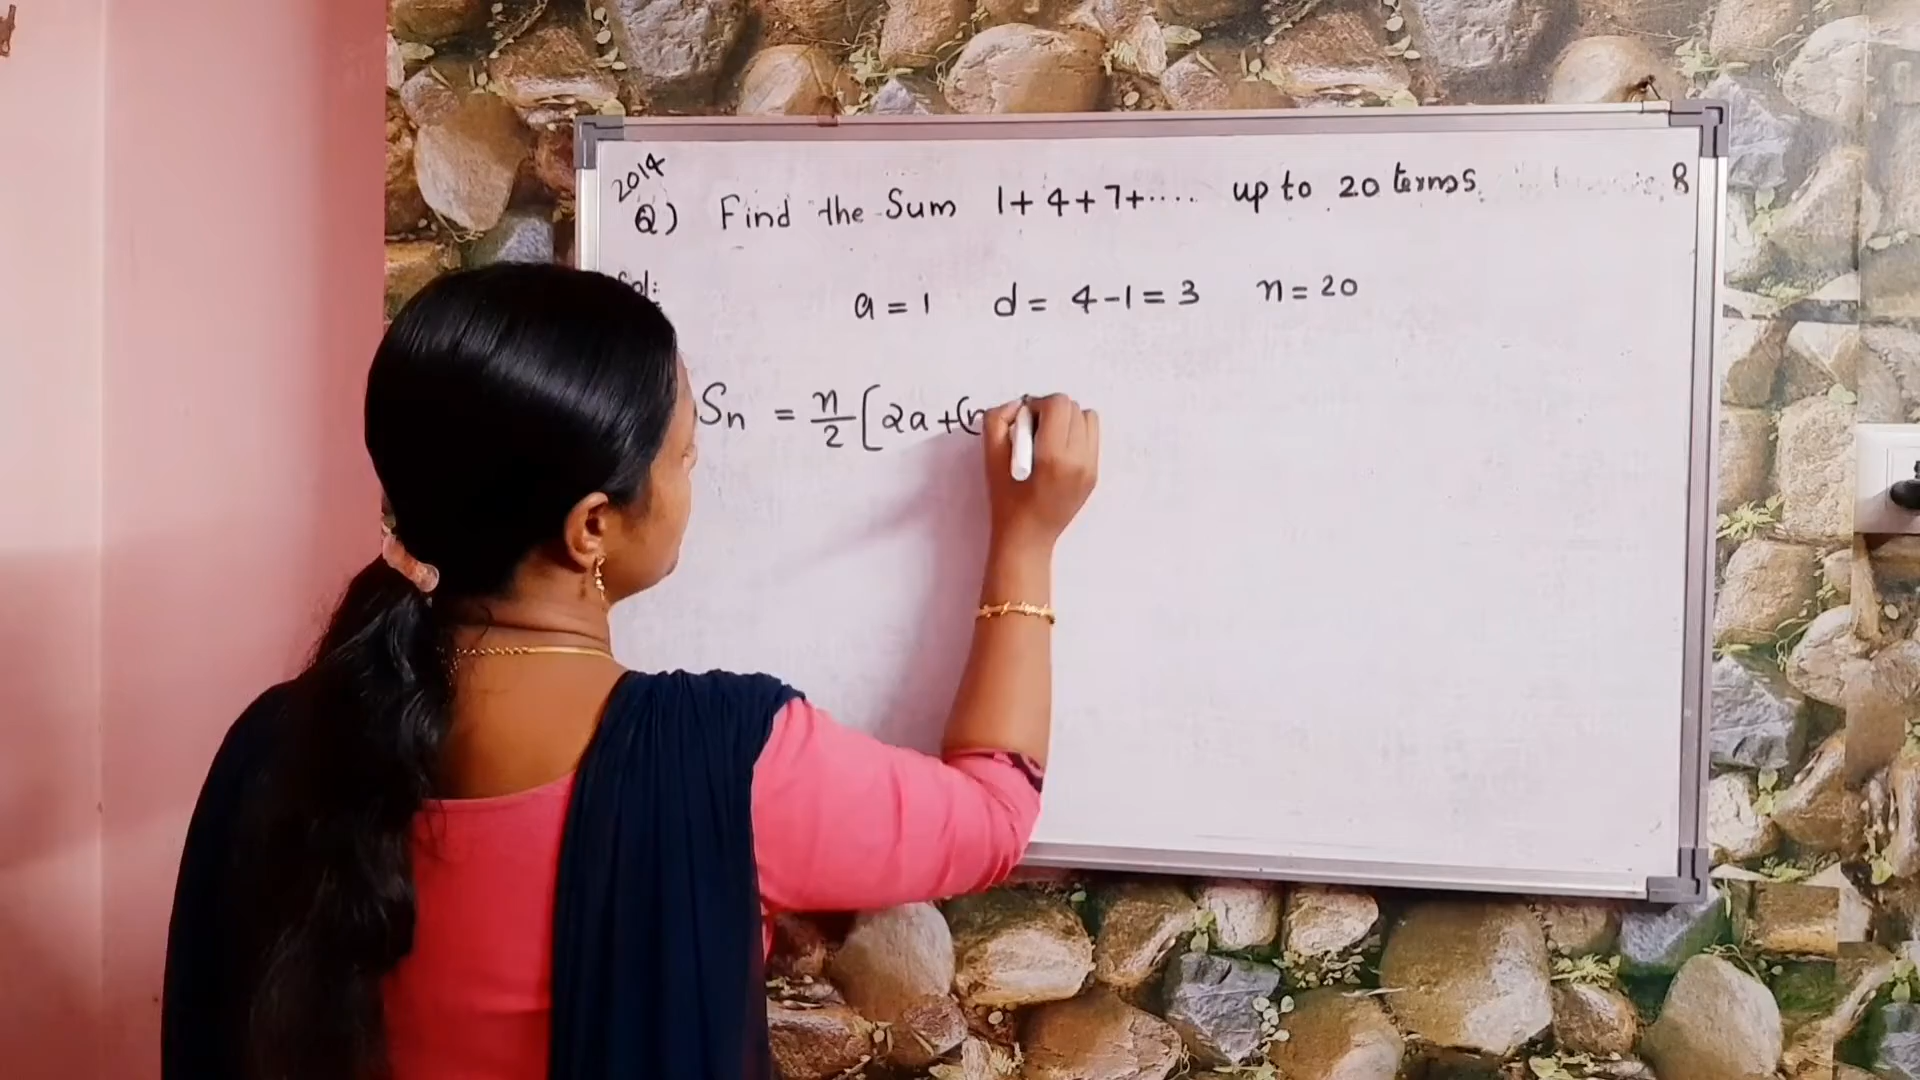 2014
Q) Find the Sum 1+4+7+.... up to 20 terms. 8
a = 1 d = 4-1 = 3 n = 20
Sn = n/2 [2a+(n